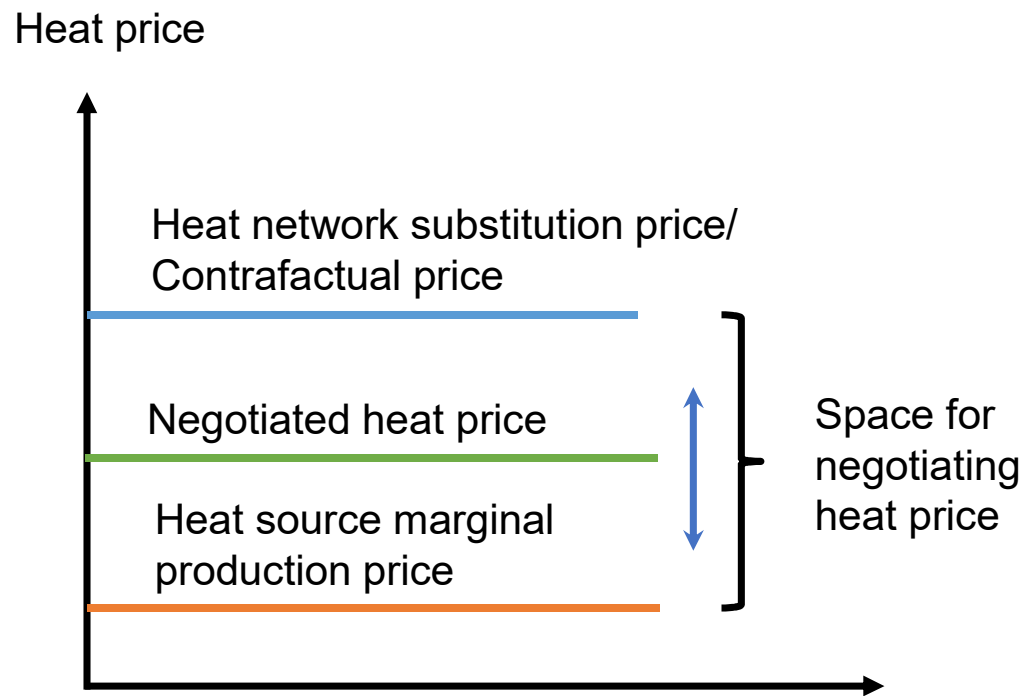 Heat price
Heat network substitution price/
Contrafactual price
Negotiated heat price
Heat source marginal
production price
Space for
negotiating
heat price